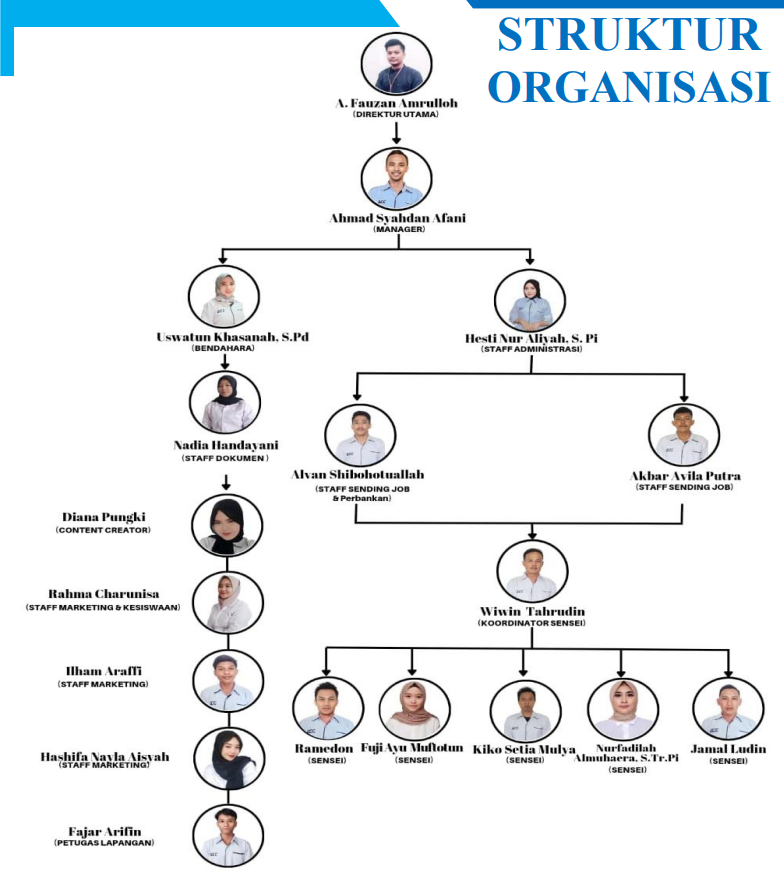 STRUKTUR
ORGANISASI
A. Fauzan Amrulloh
(DIREKTUR UTAMA)
Ahmad Syahdan Afani
(MANAGER)
Uswatun Khasanah, S.Pd
(BENDAHARA)
Hesti Nur Aliyah, S. Pi
(STAFF ADMINISTRASI)
Nadia Handayani
(STAFF DOKUMEN )
Alvan Shibohotuallah
(STAFF SENDING JOB
& Perbankan)
Akbar Avila Putra
(STAFF SENDING JOB)
Diana Pungki
(CONTENT CREATOR)
Rahma Charunisa
(STAFF MARKETING & KESISWAAN)
Ilham Araffi
(STAFF MARKETING)
Hashifa Nayla Aisyah
(STAFF MARKETING)
Fajar Arifin
(PETUGAS LAPANGAN)
Wiwin Tahrudin
(KOORDINATOR SENSEI)
Ramedon
(SENSEI)
Fuji Ayu Muftotun
(SENSEI)
Kiko Setia Mulya
(SENSEI)
Nurfadilah
Almuhaera, S.Tr.Pi
(SENSEI)
Jamal Ludin
(SENSEI)